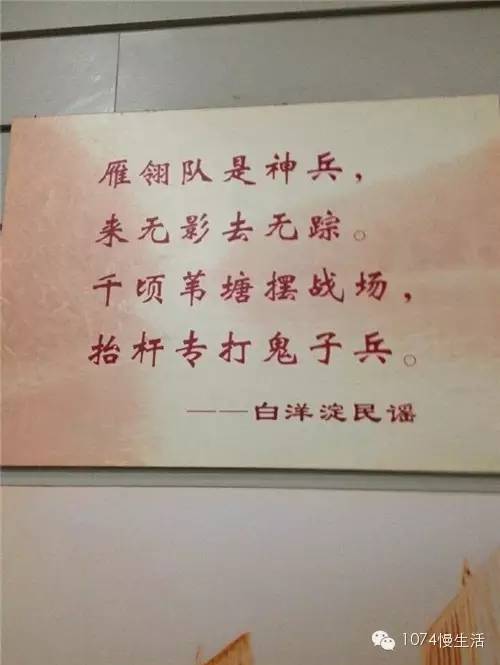 雁翎队是神兵，
来无影去无踪。
千顷苇塘摆战场，
抬杆专打鬼子兵。
——白洋淀民谣
1074慢生活